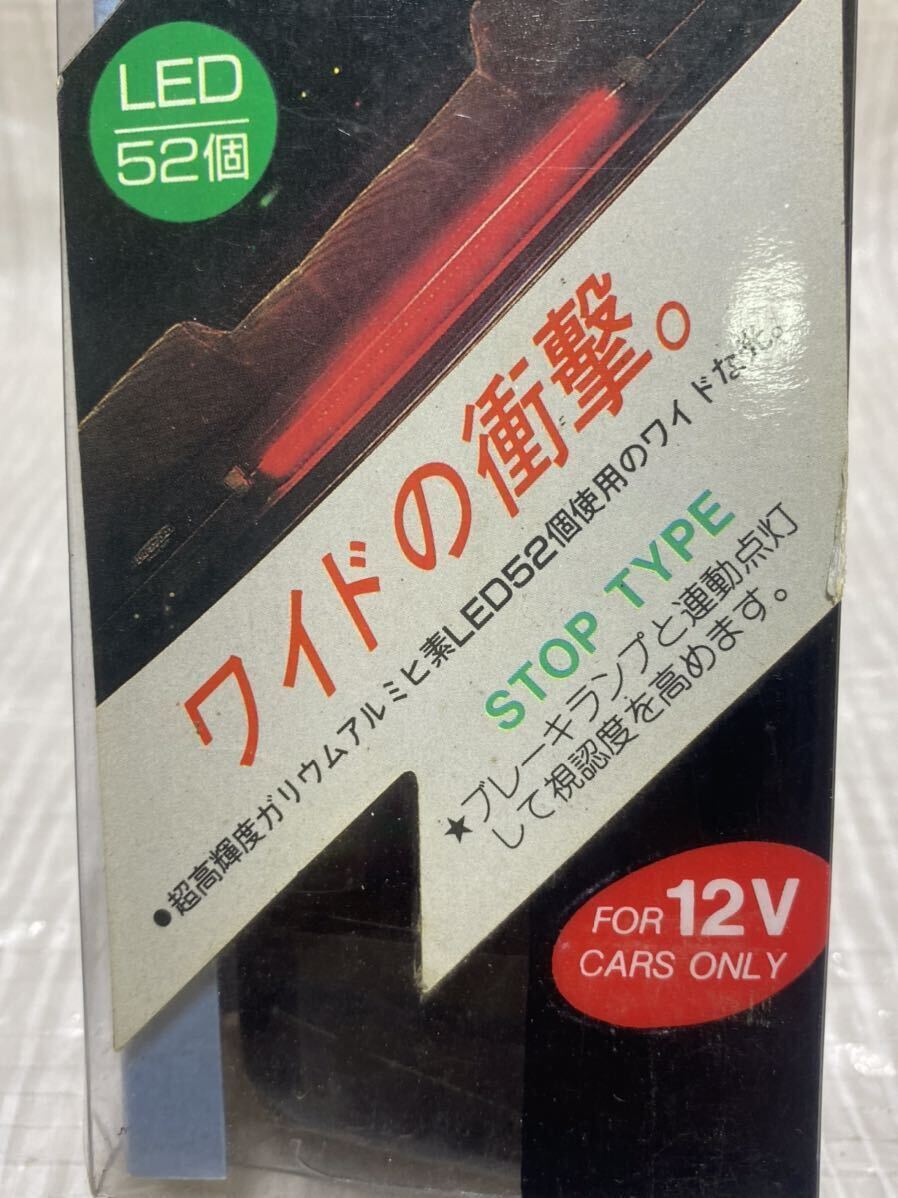 LED
52個
ワイドの衝撃。
●超高輝度ガリウムアルミヒ素LED52個使用のワイドな光。
STOP TYPE
★ブレーキランプと連動点灯
して視認度を高めます。
FOR 12V
CARS ONLY